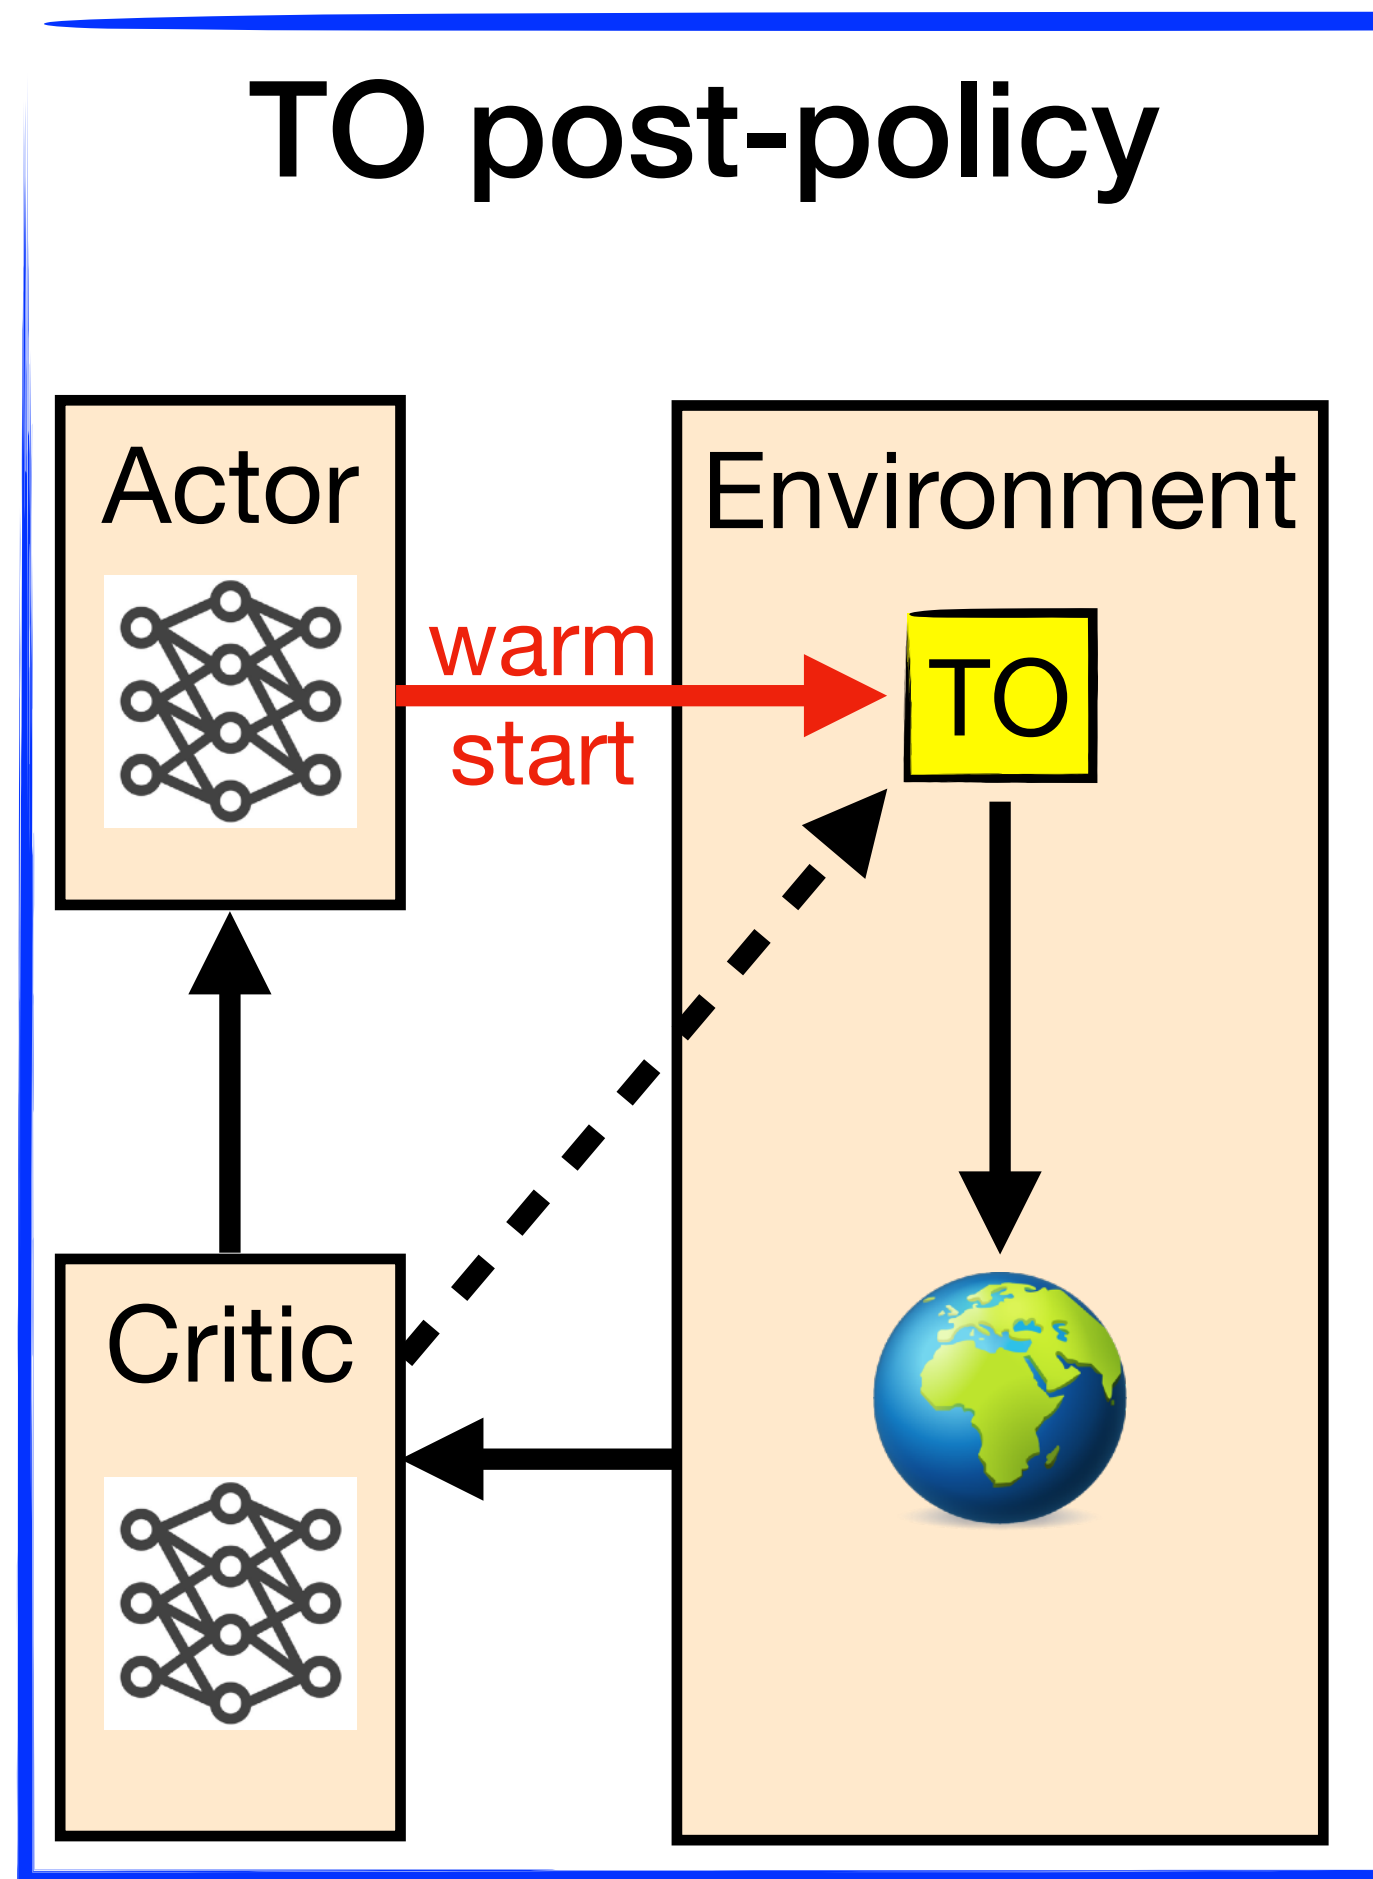 TO post-policy
Actor
Environment
warm
start
TO
Critic